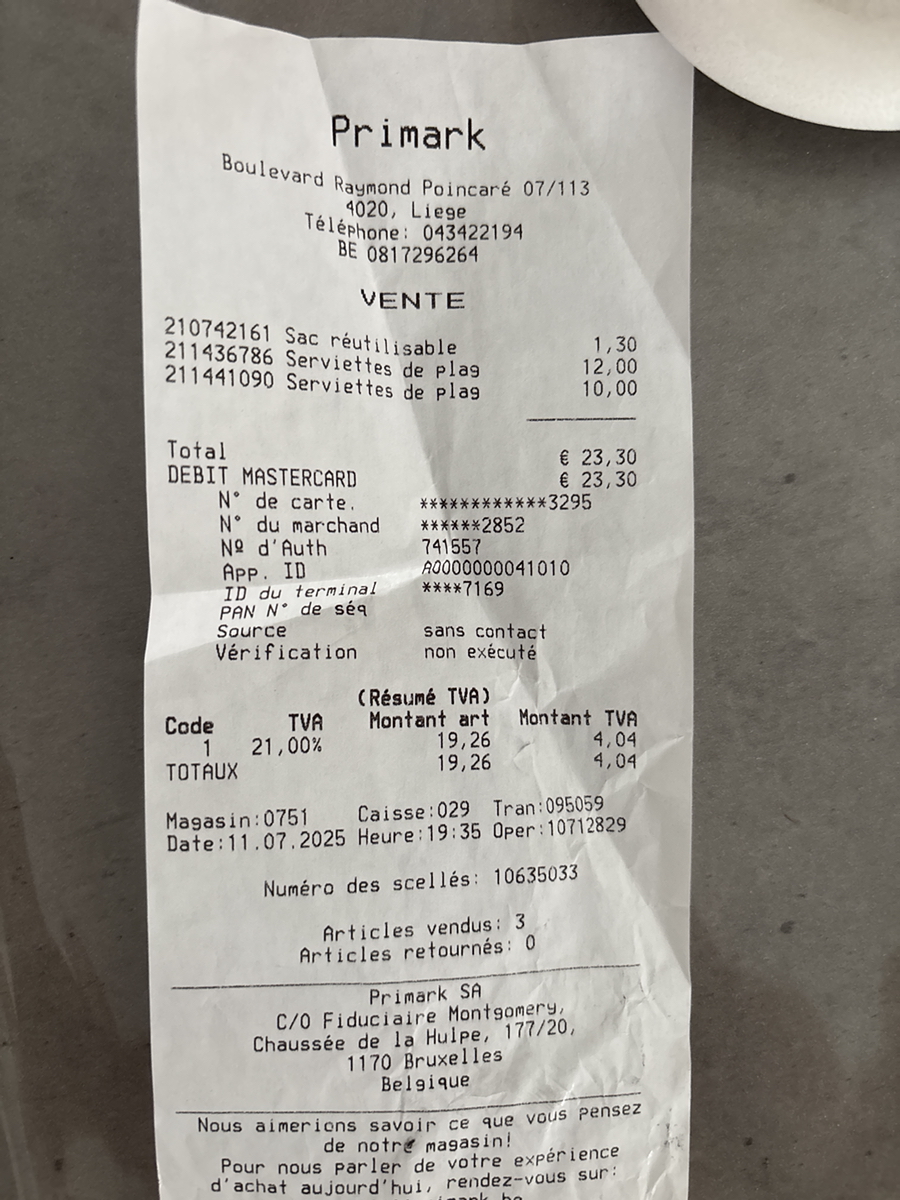 Primark
Boulevard Raymond Poincaré 07/113
4020, Liege
Téléphone: 043422194
BE 0817296264
VENTE
210742161 Sac réutilisable 1,30
211436786 Serviettes de plag 12,00
211441090 Serviettes de plag 10,00
Total € 23,30
DEBIT MASTERCARD € 23,30
N° de carte. ************3295
N° du marchand ******2852
Nº d'Auth 741557
App. ID A0000000041010
ID du terminal ****7169
PAN N° de séq
Source sans contact
Vérification non exécuté
(Résumé TVA)
Code TVA Montant art Montant TVA
1 21,00% 19,26 4,04
TOTAUX 19,26 4,04
Magasin:0751 Caisse:029 Tran:095059
Date:11.07.2025 Heure:19:35 Oper:10712829
Numéro des scellés: 10635033
Articles vendus: 3
Articles retournés: 0
Primark SA
C/O Fiduciaire Montgomery,
Chaussée de la Hulpe, 177/20,
1170 Bruxelles
Belgique
Nous aimerions savoir ce que vous pensez
de notre magasin!
Pour nous parler de votre expérience
d'achat aujourd'hui, rendez-vous sur: